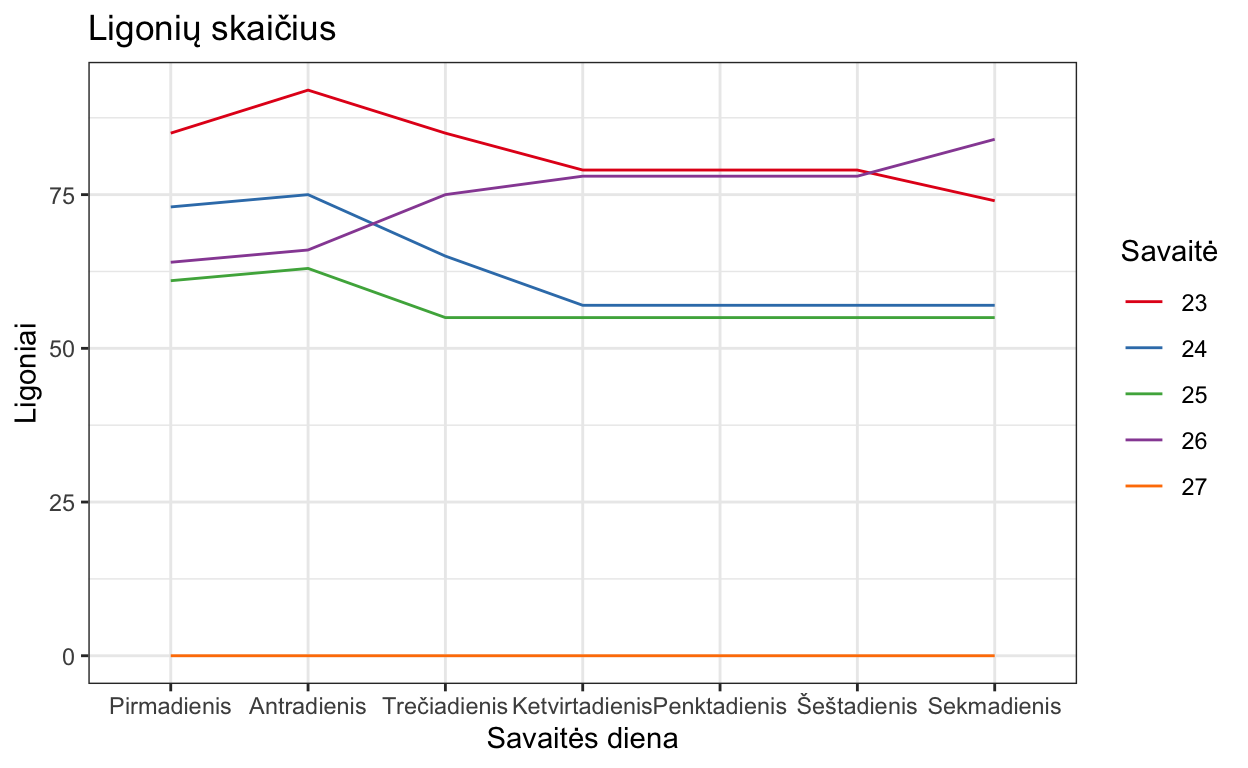 Ligonių skaičius
Ligoniai
75
50
25
0
Pirmadienis Antradienis Trečiadienis Ketvirtadienis Penktadienis Šeštadienis Sekmadienis
Savaitės diena
Savaitė
23
24
25
26
27